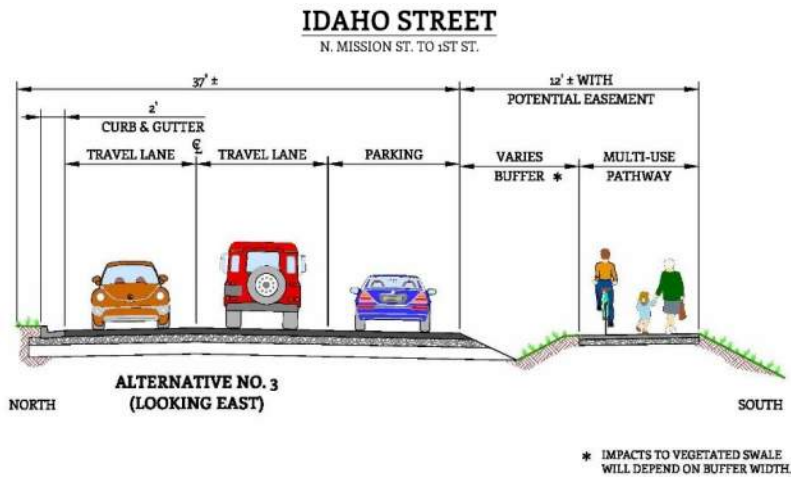 IDAHO STREET
N. MISSION ST. TO 1ST ST.
37' ±
12' ± WITH
POTENTIAL EASEMENT
2'
CURB & GUTTER
℄
TRAVEL LANE
TRAVEL LANE
PARKING
VARIES
BUFFER *
MULTI-USE
PATHWAY
ALTERNATIVE NO. 3
(LOOKING EAST)
NORTH
SOUTH
* IMPACTS TO VEGETATED SWALE
WILL DEPEND ON BUFFER WIDTH.